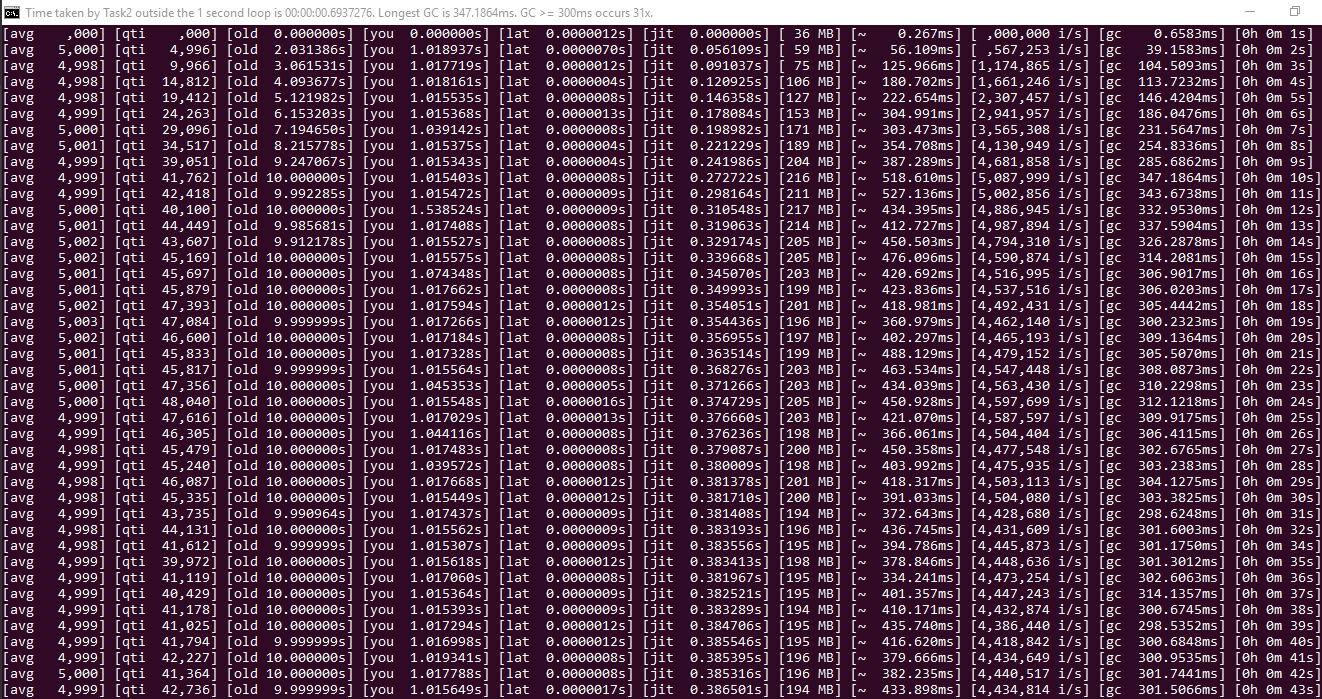 Time taken by Task2 outside the 1 second loop is 00:00:00.6937276. Longest GC is 347.1864ms. GC >= 300ms occurs 31x.
[avg    ,000] [qti    ,000] [old  0.000000s] [you  0.000000s] [lat  0.0000012s] [jit  0.000000s] [ 36 MB] [~    0.267ms] [ ,000,000 i/s] [gc    0.6583ms] [0h 0m 1s]
[avg   5,000] [qti   4,996] [old  2.031386s] [you  1.018937s] [lat  0.0000070s] [jit  0.056109s] [ 59 MB] [~   56.109ms] [ ,567,253 i/s] [gc   39.1583ms] [0h 0m 2s]
[avg   4,998] [qti   9,966] [old  3.061531s] [you  1.017719s] [lat  0.0000012s] [jit  0.091037s] [ 75 MB] [~  125.966ms] [1,174,865 i/s] [gc  104.5093ms] [0h 0m 3s]
[avg   4,998] [qti  14,812] [old  4.093677s] [you  1.018161s] [lat  0.0000004s] [jit  0.120925s] [106 MB] [~  180.702ms] [1,661,246 i/s] [gc  113.7232ms] [0h 0m 4s]
[avg   4,998] [qti  19,412] [old  5.121982s] [you  1.015535s] [lat  0.0000008s] [jit  0.146358s] [127 MB] [~  222.654ms] [2,307,457 i/s] [gc  146.4204ms] [0h 0m 5s]
[avg   4,999] [qti  24,263] [old  6.153203s] [you  1.015368s] [lat  0.0000013s] [jit  0.178084s] [153 MB] [~  304.991ms] [2,941,957 i/s] [gc  186.0476ms] [0h 0m 6s]
[avg   5,000] [qti  29,096] [old  7.194650s] [you  1.039142s] [lat  0.0000008s] [jit  0.198982s] [171 MB] [~  303.473ms] [3,565,308 i/s] [gc  231.5647ms] [0h 0m 7s]
[avg   5,001] [qti  34,517] [old  8.215778s] [you  1.015375s] [lat  0.0000004s] [jit  0.221229s] [189 MB] [~  354.708ms] [4,130,949 i/s] [gc  254.8336ms] [0h 0m 8s]
[avg   4,999] [qti  39,051] [old  9.247067s] [you  1.015343s] [lat  0.0000004s] [jit  0.241986s] [204 MB] [~  387.289ms] [4,681,858 i/s] [gc  285.6862ms] [0h 0m 9s]
[avg   4,999] [qti  41,762] [old 10.000000s] [you  1.015403s] [lat  0.0000008s] [jit  0.272722s] [216 MB] [~  518.610ms] [5,087,999 i/s] [gc  347.1864ms] [0h 0m 10s]
[avg   4,999] [qti  42,418] [old  9.992285s] [you  1.015472s] [lat  0.0000009s] [jit  0.298164s] [211 MB] [~  527.136ms] [5,002,856 i/s] [gc  343.6738ms] [0h 0m 11s]
[avg   5,000] [qti  40,100] [old 10.000000s] [you  1.538524s] [lat  0.0000009s] [jit  0.310548s] [217 MB] [~  434.395ms] [4,886,945 i/s] [gc  332.9530ms] [0h 0m 12s]
[avg   5,001] [qti  44,449] [old  9.985681s] [you  1.017408s] [lat  0.0000008s] [jit  0.319063s] [214 MB] [~  412.727ms] [4,987,894 i/s] [gc  337.5904ms] [0h 0m 13s]
[avg   5,002] [qti  43,607] [old  9.912178s] [you  1.015527s] [lat  0.0000008s] [jit  0.329174s] [205 MB] [~  450.503ms] [4,794,310 i/s] [gc  326.2878ms] [0h 0m 14s]
[avg   5,002] [qti  45,169] [old 10.000000s] [you  1.015575s] [lat  0.0000012s] [jit  0.339668s] [205 MB] [~  476.096ms] [4,590,874 i/s] [gc  314.2081ms] [0h 0m 15s]
[avg   5,001] [qti  45,697] [old 10.000000s] [you  1.074348s] [lat  0.0000008s] [jit  0.345070s] [203 MB] [~  420.692ms] [4,516,995 i/s] [gc  306.9017ms] [0h 0m 16s]
[avg   5,001] [qti  45,879] [old 10.000000s] [you  1.017662s] [lat  0.0000008s] [jit  0.349993s] [199 MB] [~  423.836ms] [4,537,516 i/s] [gc  306.0203ms] [0h 0m 17s]
[avg   5,002] [qti  47,393] [old 10.000000s] [you  1.017594s] [lat  0.0000012s] [jit  0.354051s] [201 MB] [~  418.981ms] [4,492,431 i/s] [gc  305.4442ms] [0h 0m 18s]
[avg   5,003] [qti  47,084] [old  9.999999s] [you  1.017266s] [lat  0.0000012s] [jit  0.354436s] [196 MB] [~  360.979ms] [4,462,140 i/s] [gc  300.2323ms] [0h 0m 19s]
[avg   5,002] [qti  46,600] [old 10.000000s] [you  1.017184s] [lat  0.0000008s] [jit  0.356955s] [197 MB] [~  402.297ms] [4,465,193 i/s] [gc  309.1364ms] [0h 0m 20s]
[avg   5,001] [qti  45,833] [old 10.000000s] [you  1.017328s] [lat  0.0000008s] [jit  0.363514s] [199 MB] [~  488.129ms] [4,479,152 i/s] [gc  305.5070ms] [0h 0m 21s]
[avg   5,001] [qti  45,817] [old  9.999999s] [you  1.015564s] [lat  0.0000008s] [jit  0.368276s] [203 MB] [~  463.534ms] [4,547,448 i/s] [gc  308.0873ms] [0h 0m 22s]
[avg   5,000] [qti  47,356] [old 10.000000s] [you  1.045353s] [lat  0.0000005s] [jit  0.371266s] [203 MB] [~  434.039ms] [4,563,430 i/s] [gc  310.2298ms] [0h 0m 23s]
[avg   5,000] [qti  48,040] [old 10.000000s] [you  1.015548s] [lat  0.0000016s] [jit  0.374729s] [205 MB] [~  450.928ms] [4,597,699 i/s] [gc  312.1218ms] [0h 0m 24s]
[avg   4,999] [qti  47,616] [old 10.000000s] [you  1.017029s] [lat  0.0000013s] [jit  0.376660s] [203 MB] [~  421.070ms] [4,587,597 i/s] [gc  309.9175ms] [0h 0m 25s]
[avg   4,999] [qti  46,305] [old 10.000000s] [you  1.044116s] [lat  0.0000008s] [jit  0.376236s] [198 MB] [~  366.061ms] [4,504,404 i/s] [gc  306.4115ms] [0h 0m 26s]
[avg   4,998] [qti  45,479] [old 10.000000s] [you  1.017483s] [lat  0.0000008s] [jit  0.379087s] [200 MB] [~  450.358ms] [4,477,548 i/s] [gc  302.6765ms] [0h 0m 27s]
[avg   4,999] [qti  45,240] [old 10.000000s] [you  1.039572s] [lat  0.0000008s] [jit  0.380009s] [198 MB] [~  403.992ms] [4,475,935 i/s] [gc  303.2383ms] [0h 0m 28s]
[avg   4,998] [qti  46,087] [old 10.000000s] [you  1.017668s] [lat  0.0000012s] [jit  0.381378s] [201 MB] [~  418.317ms] [4,503,113 i/s] [gc  304.1275ms] [0h 0m 29s]
[avg   4,998] [qti  45,335] [old 10.000000s] [you  1.015449s] [lat  0.0000012s] [jit  0.381710s] [200 MB] [~  391.033ms] [4,504,080 i/s] [gc  303.3825ms] [0h 0m 30s]
[avg   4,999] [qti  43,735] [old  9.990964s] [you  1.017437s] [lat  0.0000009s] [jit  0.381408s] [194 MB] [~  372.643ms] [4,428,680 i/s] [gc  298.6248ms] [0h 0m 31s]
[avg   4,998] [qti  44,131] [old 10.000000s] [you  1.015562s] [lat  0.0000009s] [jit  0.383193s] [196 MB] [~  436.745ms] [4,431,609 i/s] [gc  301.6003ms] [0h 0m 32s]
[avg   4,998] [qti  41,612] [old  9.999999s] [you  1.015307s] [lat  0.0000009s] [jit  0.383556s] [195 MB] [~  394.786ms] [4,445,873 i/s] [gc  301.1750ms] [0h 0m 34s]
[avg   4,999] [qti  39,972] [old 10.000000s] [you  1.015618s] [lat  0.0000012s] [jit  0.383413s] [198 MB] [~  378.846ms] [4,448,636 i/s] [gc  301.3012ms] [0h 0m 35s]
[avg   4,999] [qti  41,119] [old 10.000000s] [you  1.017060s] [lat  0.0000008s] [jit  0.381967s] [195 MB] [~  334.241ms] [4,473,254 i/s] [gc  302.6063ms] [0h 0m 36s]
[avg   4,999] [qti  40,429] [old 10.000000s] [you  1.015364s] [lat  0.0000009s] [jit  0.382521s] [195 MB] [~  401.357ms] [4,447,243 i/s] [gc  314.1357ms] [0h 0m 37s]
[avg   4,999] [qti  41,178] [old 10.000000s] [you  1.015393s] [lat  0.0000009s] [jit  0.383289s] [194 MB] [~  410.171ms] [4,432,874 i/s] [gc  300.6745ms] [0h 0m 38s]
[avg   4,999] [qti  41,025] [old 10.000000s] [you  1.017294s] [lat  0.0000012s] [jit  0.384706s] [195 MB] [~  435.740ms] [4,386,440 i/s] [gc  298.5352ms] [0h 0m 39s]
[avg   4,999] [qti  41,794] [old  9.999999s] [you  1.016998s] [lat  0.0000012s] [jit  0.385546s] [195 MB] [~  416.620ms] [4,418,842 i/s] [gc  300.6848ms] [0h 0m 40s]
[avg   4,999] [qti  42,227] [old 10.000000s] [you  1.019341s] [lat  0.0000008s] [jit  0.385395s] [196 MB] [~  379.666ms] [4,434,649 i/s] [gc  300.9535ms] [0h 0m 41s]
[avg   5,000] [qti  41,364] [old 10.000000s] [you  1.017788s] [lat  0.0000008s] [jit  0.385316s] [196 MB] [~  382.235ms] [4,440,517 i/s] [gc  301.7441ms] [0h 0m 42s]
[avg   4,999] [qti  42,736] [old  9.999999s] [you  1.015649s] [lat  0.0000017s] [jit  0.386501s] [194 MB] [~  433.898ms] [4,434,814 i/s] [gc  301.5066ms] [0h 0m 43s]